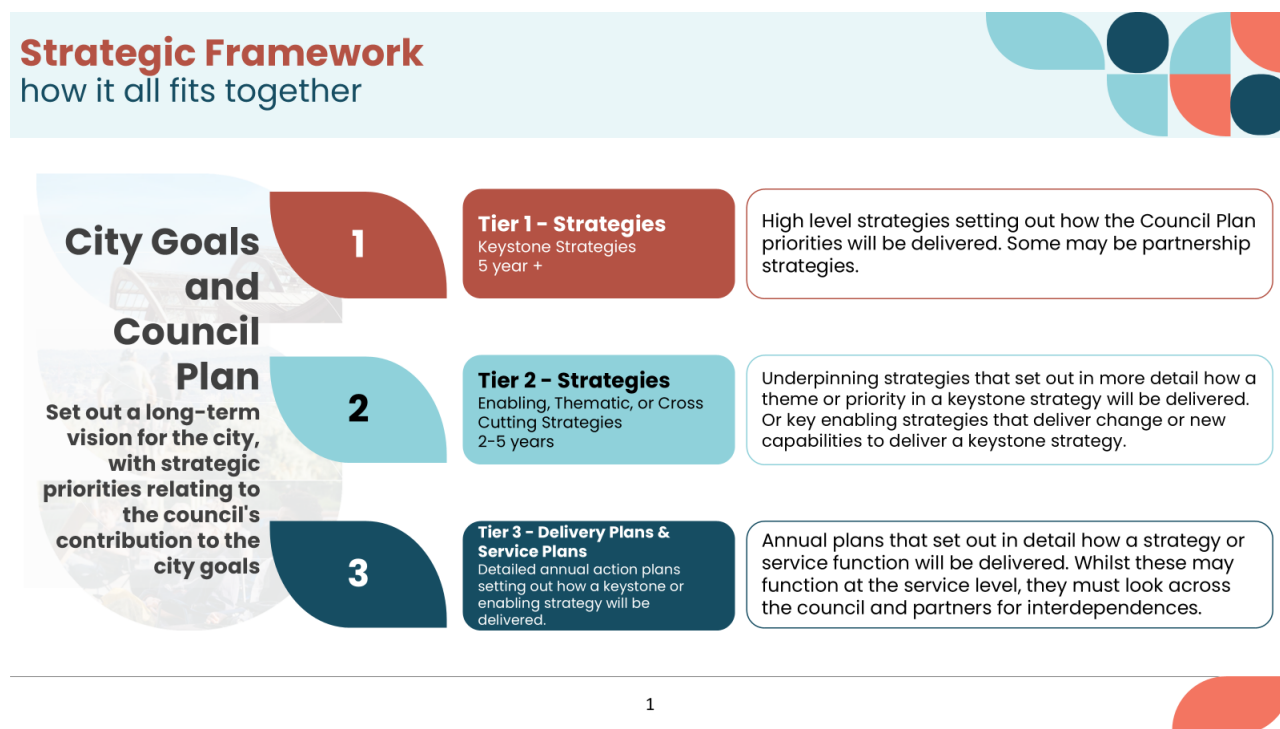 Strategic Framework
how it all fits together
City Goals
and
Council
Plan
Set out a long-term
vision for the city,
with strategic
priorities relating to
the council's
contribution to the
city goals
1
Tier 1 - Strategies
Keystone Strategies
5 year +
High level strategies setting out how the Council Plan
priorities will be delivered. Some may be partnership
strategies.
2
Tier 2 - Strategies
Enabling, Thematic, or Cross
Cutting Strategies
2-5 years
Underpinning strategies that set out in more detail how a
theme or priority in a keystone strategy will be delivered.
Or key enabling strategies that deliver change or new
capabilities to deliver a keystone strategy.
3
Tier 3 - Delivery Plans &
Service Plans
Detailed annual action plans
setting out how a keystone or
enabling strategy will be
delivered.
Annual plans that set out in detail how a strategy or
service function will be delivered. Whilst these may
function at the service level, they must look across
the council and partners for interdependences.
1